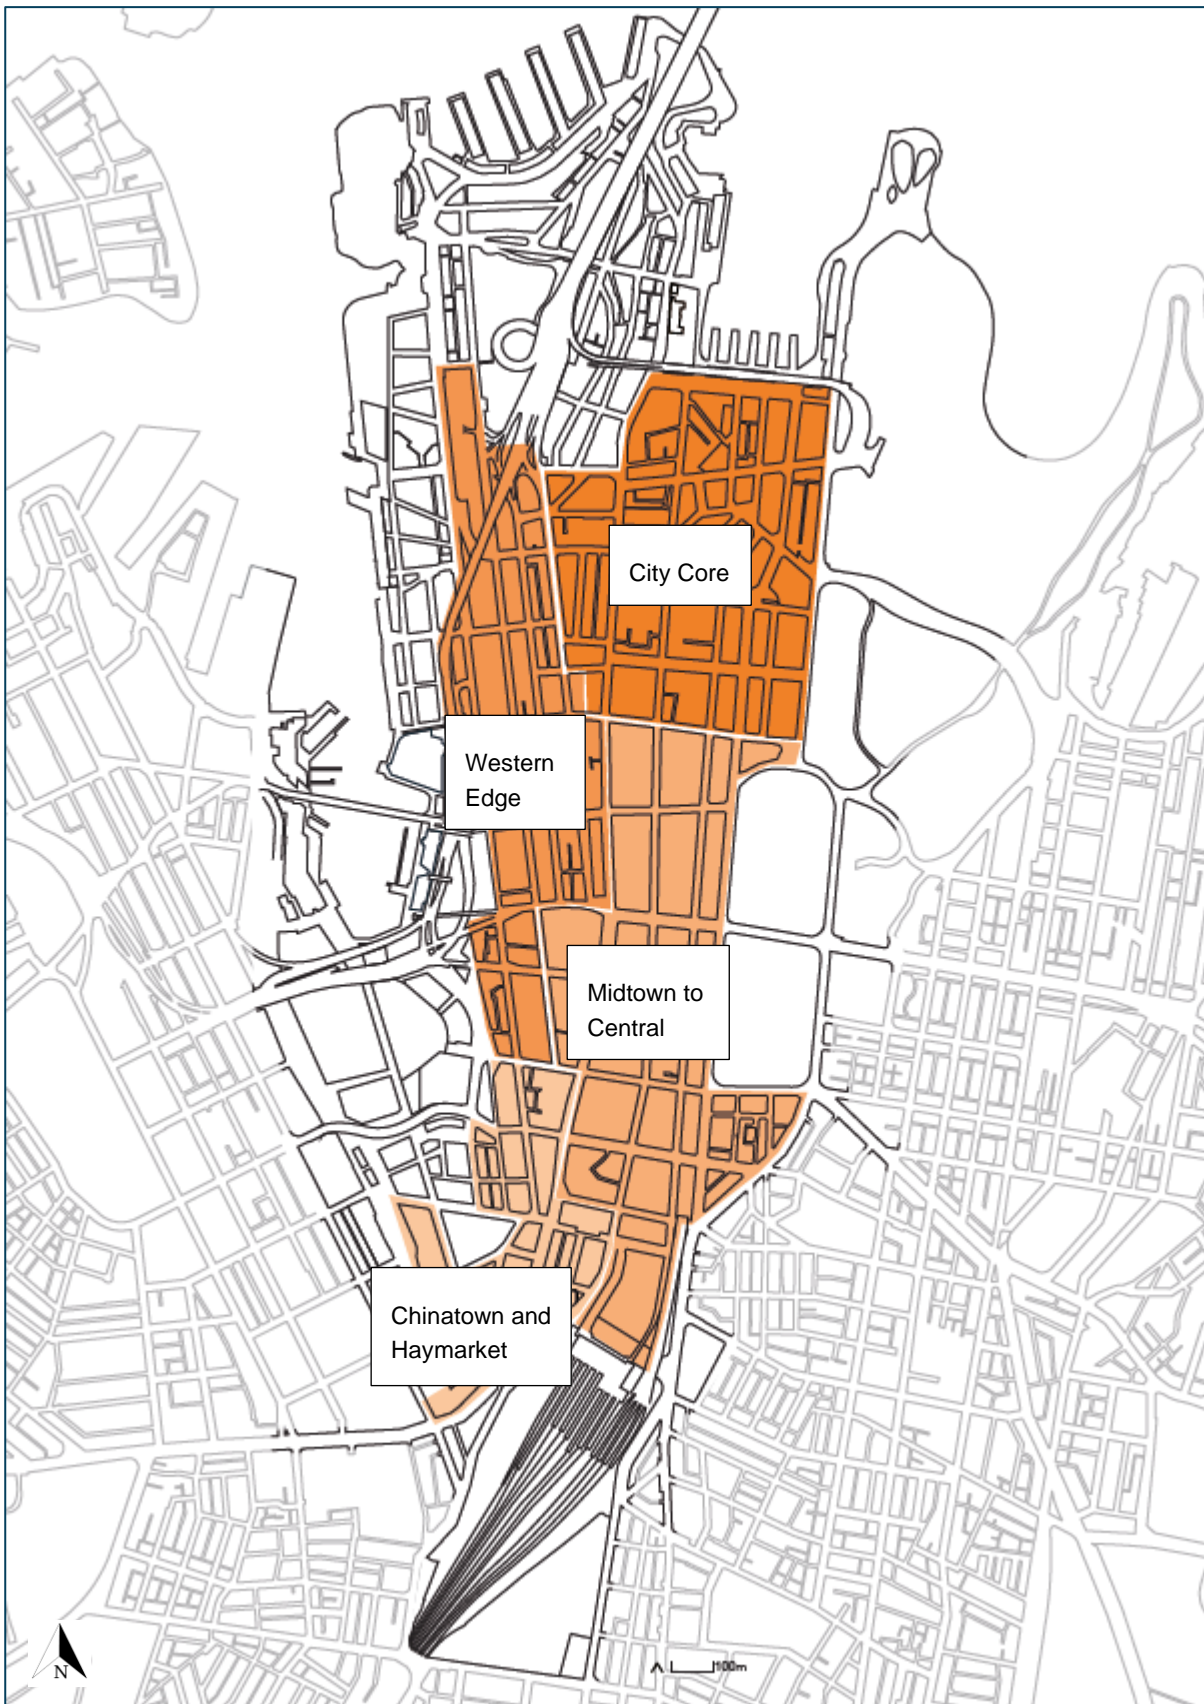 City Core
Western
Edge
Midtown to
Central
Chinatown and
Haymarket
N
100m